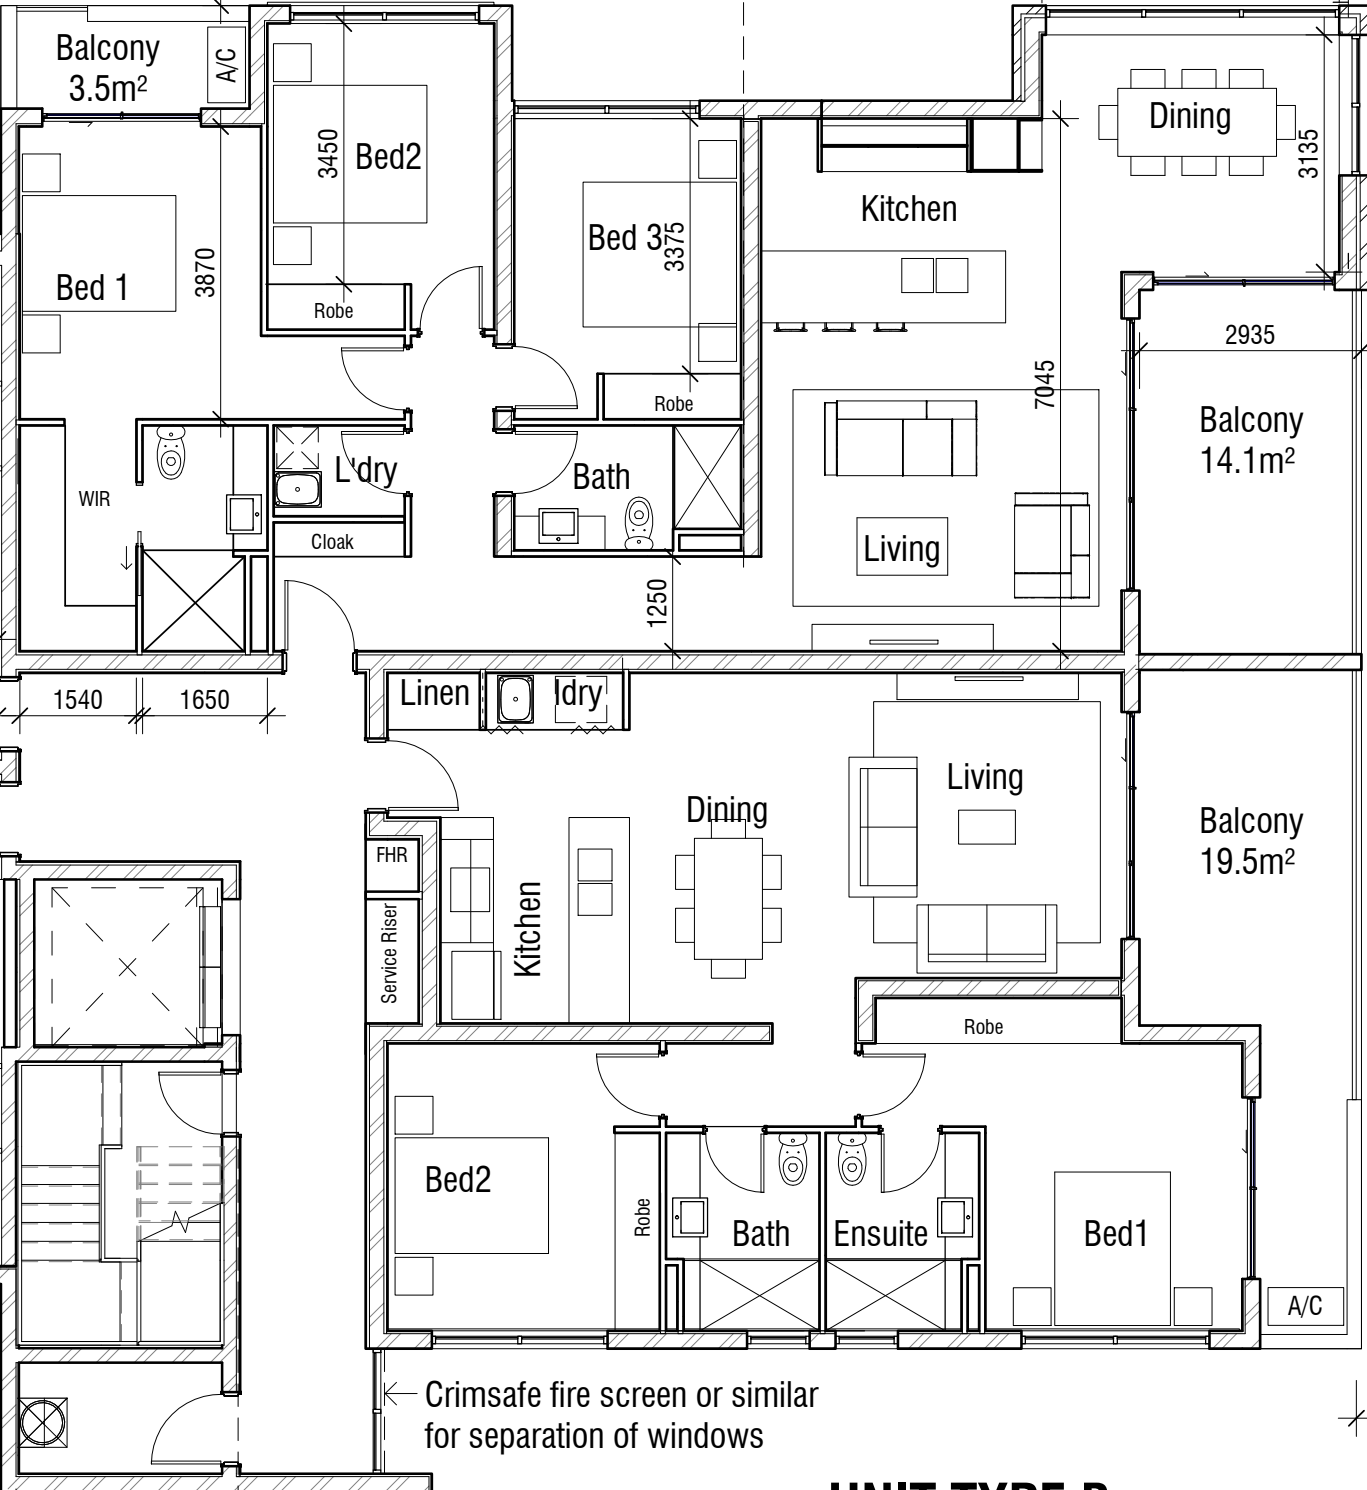 Balcony
3.5m²
A/C
Bed 1
3870
3450
Bed2
Robe
Bed 3
3375
Robe
Kitchen
Dining
3135
2935
7045
Balcony
14.1m²
WIR
L'dry
Cloak
Bath
1250
Living
1540
1650
Linen
ldry
Living
Dining
Kitchen
Balcony
19.5m²
FHR
Service Riser
Robe
Bed2
Robe
Bath
Ensuite
Bed1
A/C
Crimsafe fire screen or similar
for separation of windows
UNIT TYPE B